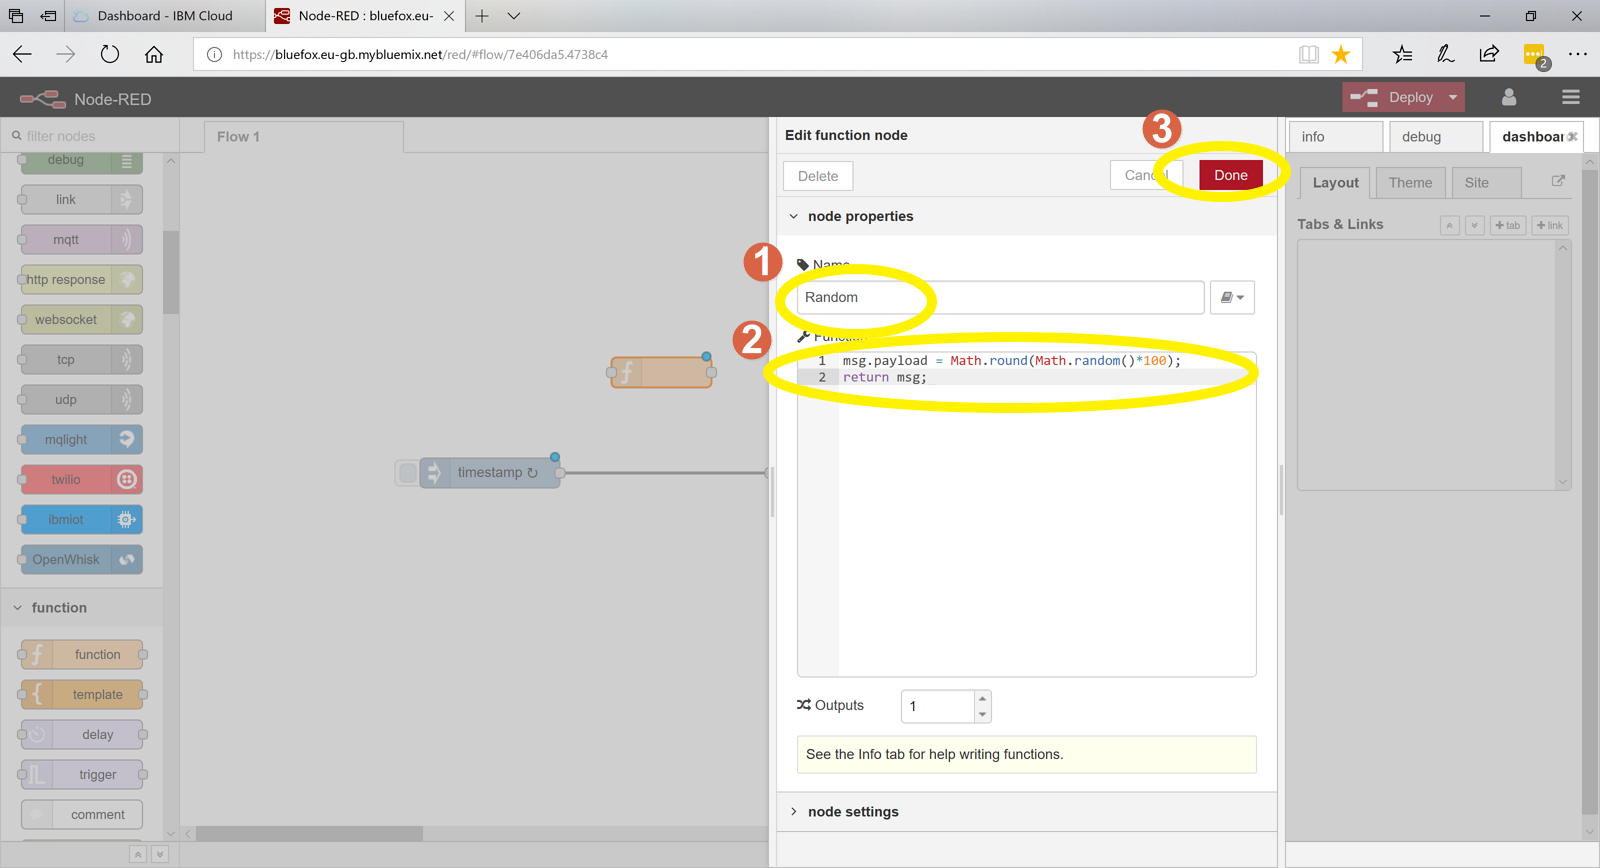 Dashboard - IBM Cloud
Node-RED : bluefox.eu-
https://bluefox.eu-gb.mybluemix.net/red/#flow/7e406da5.4738c4
2
Node-RED
Deploy
filter nodes
debug
link
mqtt
http response
websocket
tcp
udp
mqlight
twilio
ibmiot
OpenWhisk
function
function
template
delay
trigger
comment
Flow 1
timestamp ↻
Edit function node
3
Delete
Cancel
Done
node properties
1
Name
Random
2
Function
1 msg.payload = Math.round(Math.random()*100);
2 return msg;
Outputs
1
See the Info tab for help writing functions.
node settings
info
debug
dashboar
Layout
Theme
Site
Tabs & Links
+ tab
+ link